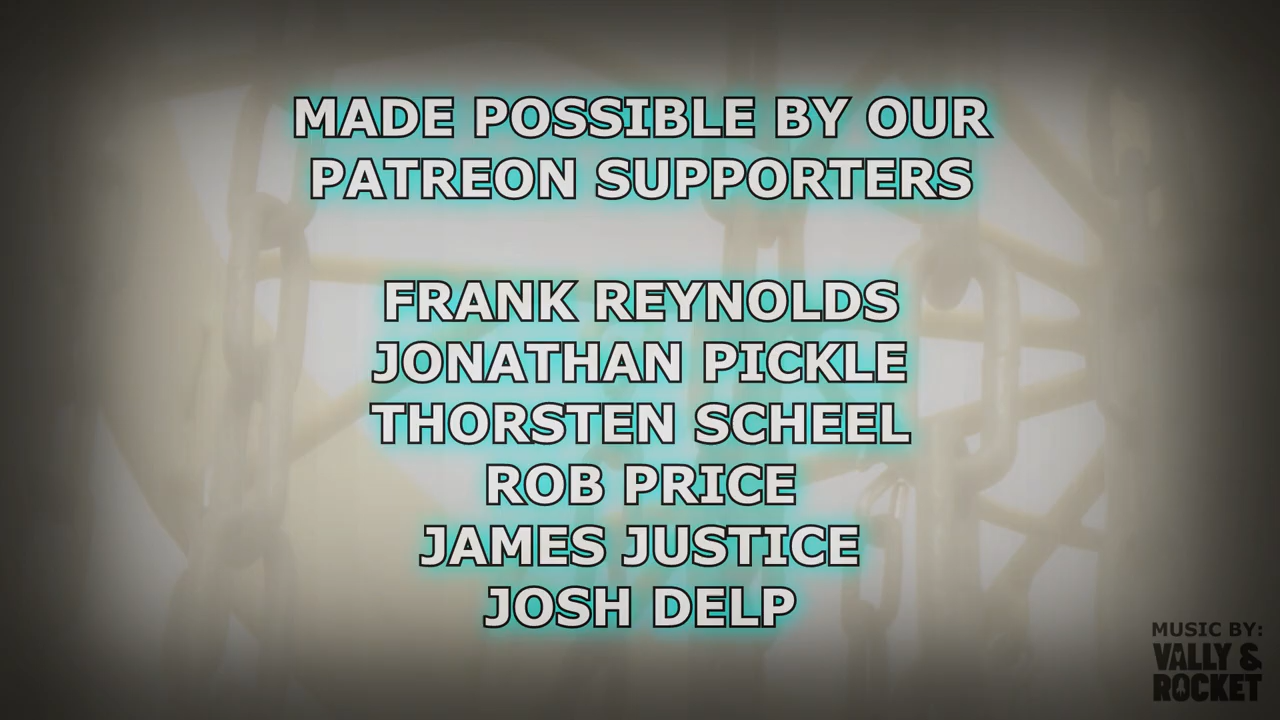 MADE POSSIBLE BY OUR
PATREON SUPPORTERS
FRANK REYNOLDS
JONATHAN PICKLE
THORSTEN SCHEEL
ROB PRICE
JAMES JUSTICE
JOSH DELP
MUSIC BY:
VALLY &
ROCKET